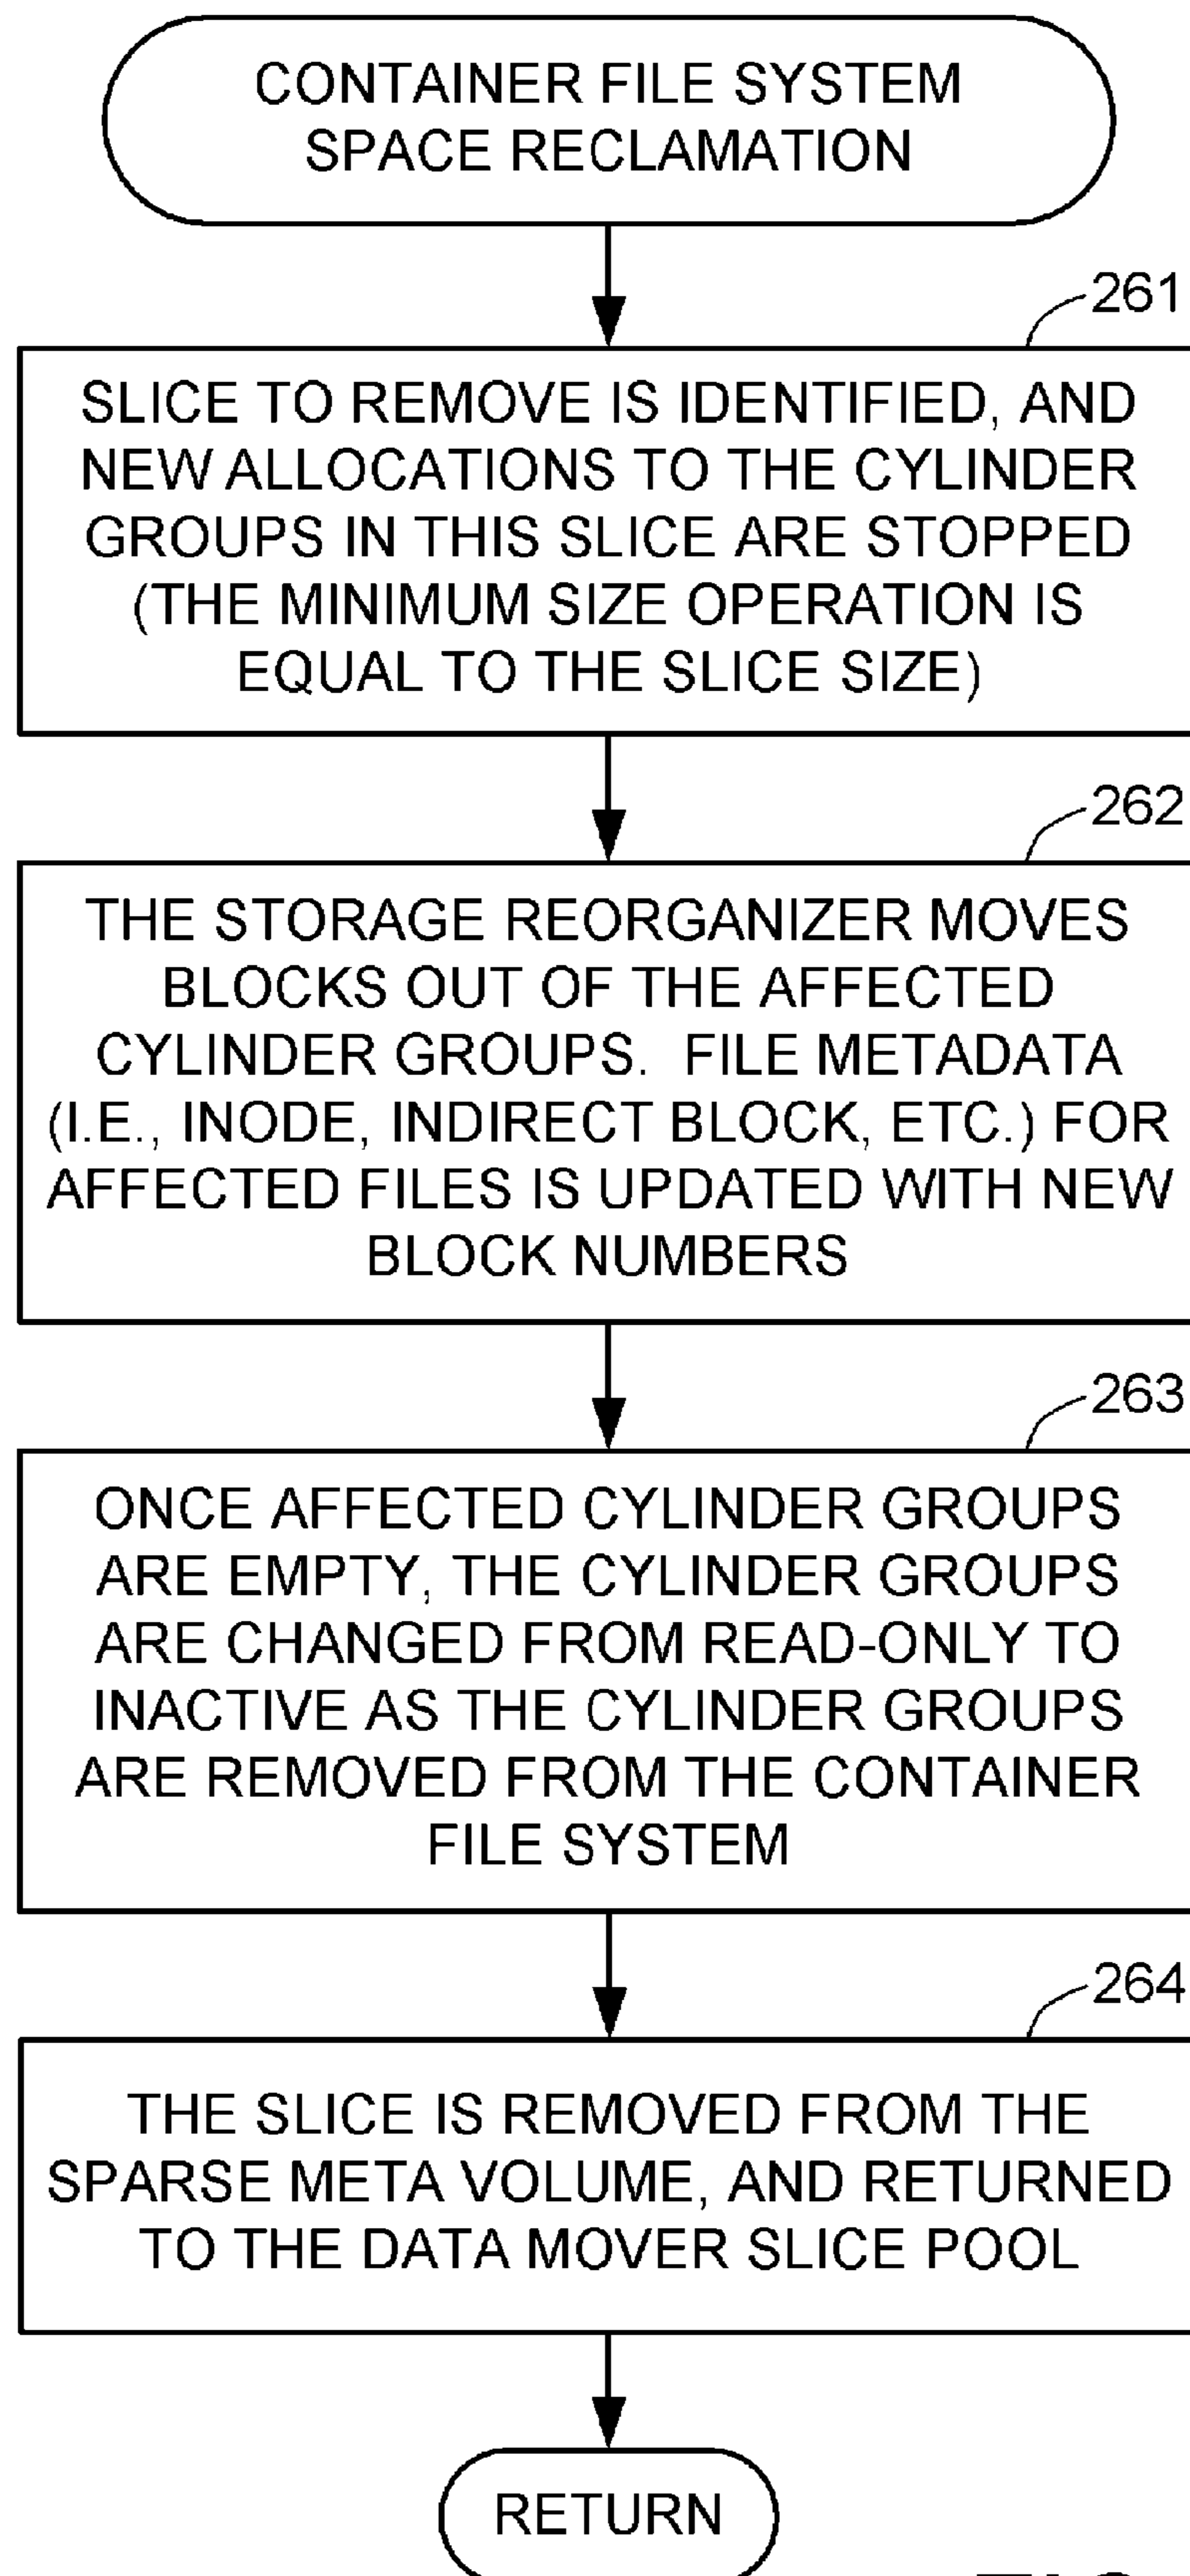 CONTAINER FILE SYSTEM
SPACE RECLAMATION
261
SLICE TO REMOVE IS IDENTIFIED, AND
NEW ALLOCATIONS TO THE CYLINDER
GROUPS IN THIS SLICE ARE STOPPED
(THE MINIMUM SIZE OPERATION IS
EQUAL TO THE SLICE SIZE)
262
THE STORAGE REORGANIZER MOVES
BLOCKS OUT OF THE AFFECTED
CYLINDER GROUPS. FILE METADATA
(I.E., INODE, INDIRECT BLOCK, ETC.) FOR
AFFECTED FILES IS UPDATED WITH NEW
BLOCK NUMBERS
263
ONCE AFFECTED CYLINDER GROUPS
ARE EMPTY, THE CYLINDER GROUPS
ARE CHANGED FROM READ-ONLY TO
INACTIVE AS THE CYLINDER GROUPS
ARE REMOVED FROM THE CONTAINER
FILE SYSTEM
264
THE SLICE IS REMOVED FROM THE
SPARSE META VOLUME, AND RETURNED
TO THE DATA MOVER SLICE POOL
RETURN